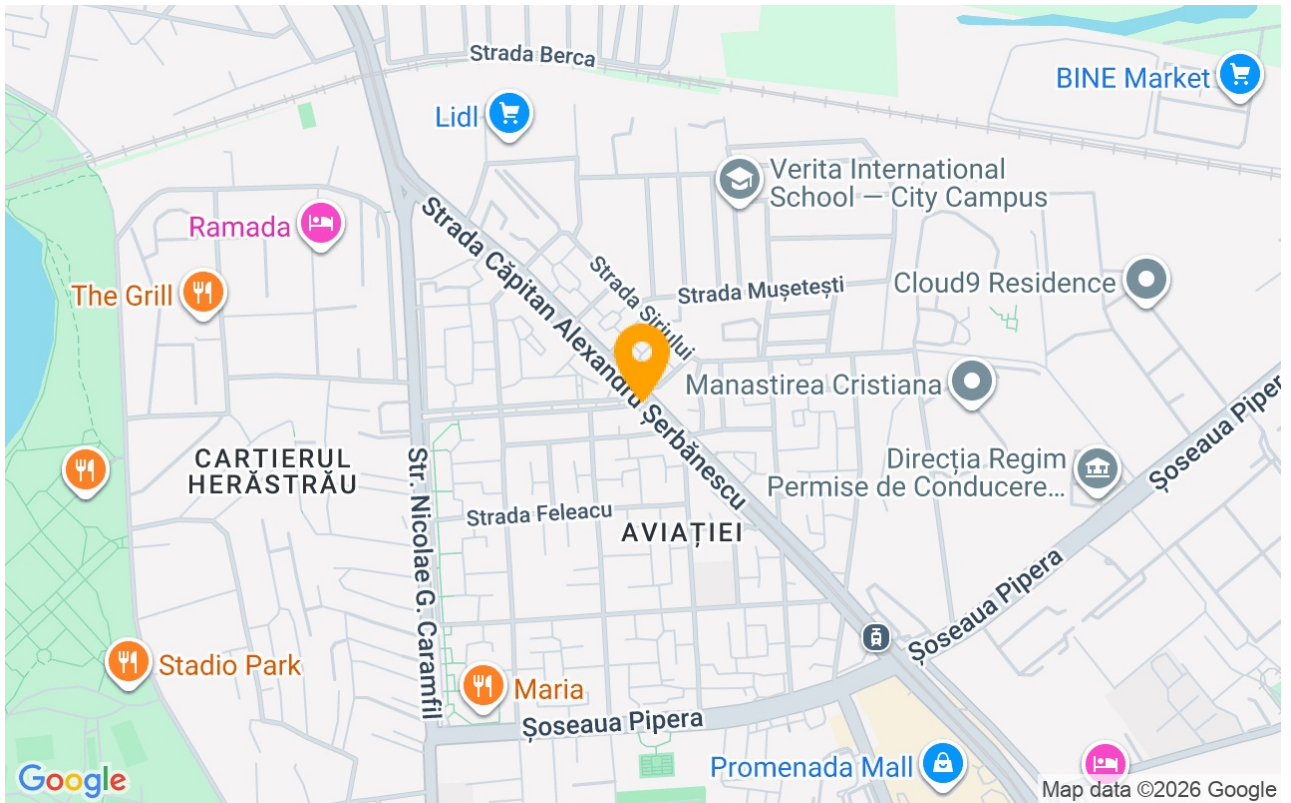 Strada Berca
BINE Market
Lidl
Verita International
School — City Campus
Strada Căpitan Alexandru Șerbănescu
Ramada
Strada Siriului
Cloud9 Residence
Strada Mușetești
The Grill
Manastirea Cristiana
Șoseaua Piper
CARTIERUL
HERĂSTRĂU
Direcția Regim
Permise de Conducere...
Str. Nicolae G. Caramfil
Strada Feleacu
AVIAȚIEI
Șoseaua Pipera
Stadio Park
Maria
Șoseaua Pipera
Promenada Mall
Google
Map data ©2026 Google